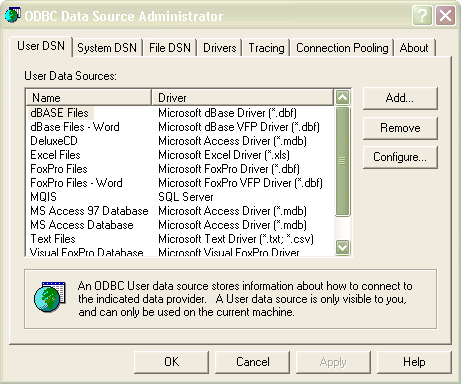 ODBC Data Source Administrator
User DSN System DSN File DSN Drivers Tracing Connection Pooling About
User Data Sources:
Name Driver
dBASE Files Microsoft dBase Driver (*.dbf)
dBase Files - Word Microsoft dBase VFP Driver (*.dbf)
DeluxeCD Microsoft Access Driver (*.mdb)
Excel Files Microsoft Excel Driver (*.xls)
FoxPro Files Microsoft FoxPro Driver (*.dbf)
FoxPro Files - Word Microsoft FoxPro VFP Driver (*.dbf)
MQIS SQL Server
MS Access 97 Database Microsoft Access Driver (*.mdb)
MS Access Database Microsoft Access Driver (*.mdb)
Text Files Microsoft Text Driver (*.txt; *.csv)
Visual FoxPro Database Microsoft Visual FoxPro Driver
Add...
Remove
Configure...
An ODBC User data source stores information about how to connect to
the indicated data provider. A User data source is only visible to you,
and can only be used on the current machine.
OK Cancel Apply Help